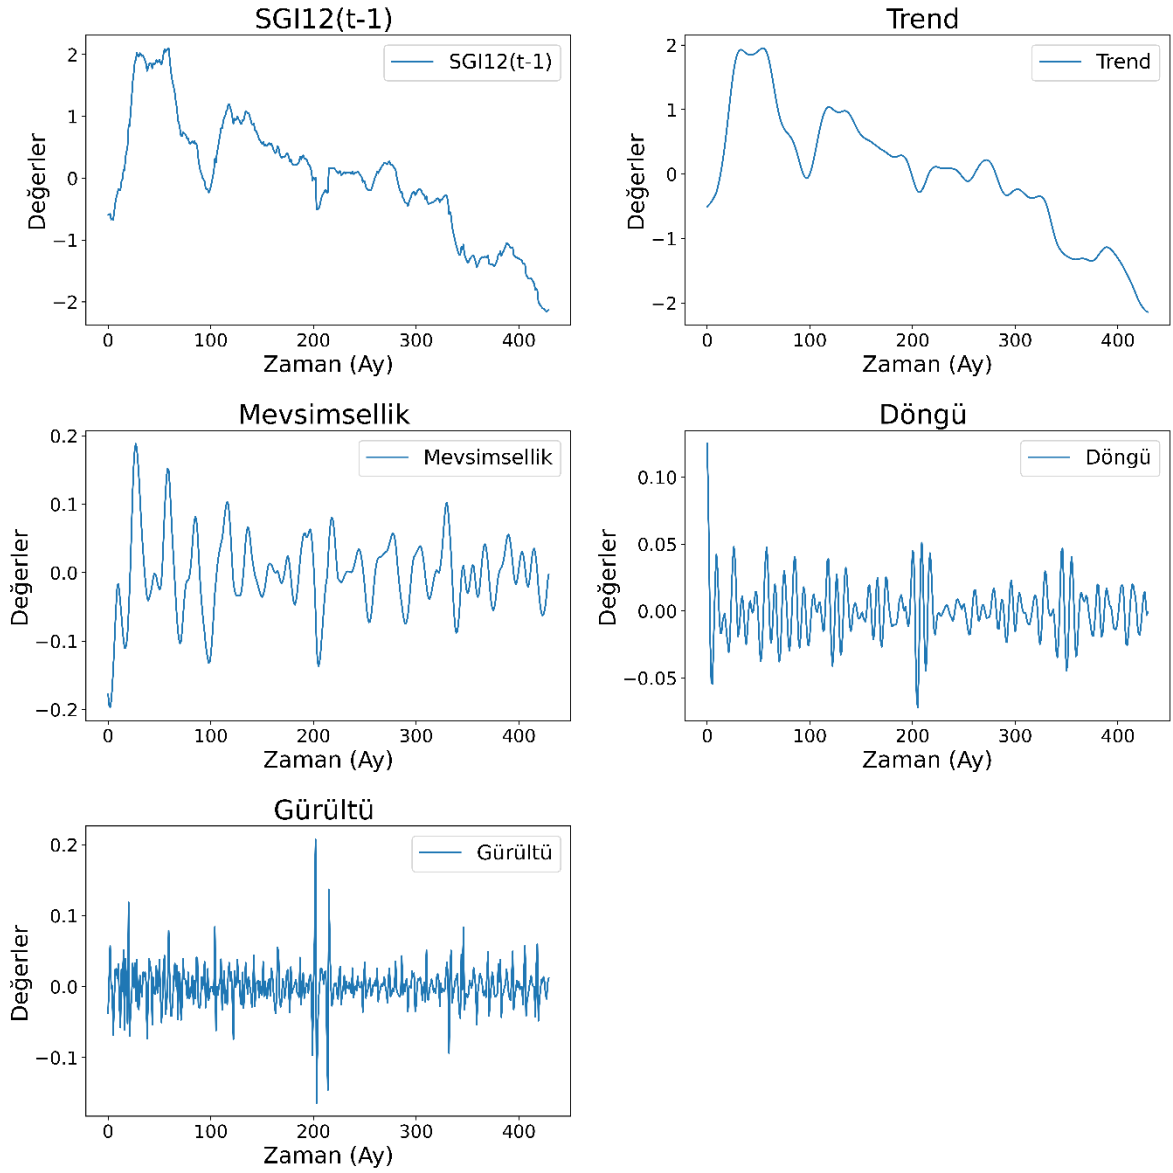 SGI12(t-1)
SGI12(t-1)
Değerler
2
1
0
−1
−2
0 100 200 300 400
Zaman (Ay)
Trend
Trend
Değerler
2
1
0
−1
−2
0 100 200 300 400
Zaman (Ay)
Mevsimsellik
Mevsimsellik
Değerler
0.2
0.1
0.0
−0.1
−0.2
0 100 200 300 400
Zaman (Ay)
Döngü
Döngü
Değerler
0.10
0.05
0.00
−0.05
0 100 200 300 400
Zaman (Ay)
Gürültü
Gürültü
Değerler
0.2
0.1
0.0
−0.1
0 100 200 300 400
Zaman (Ay)